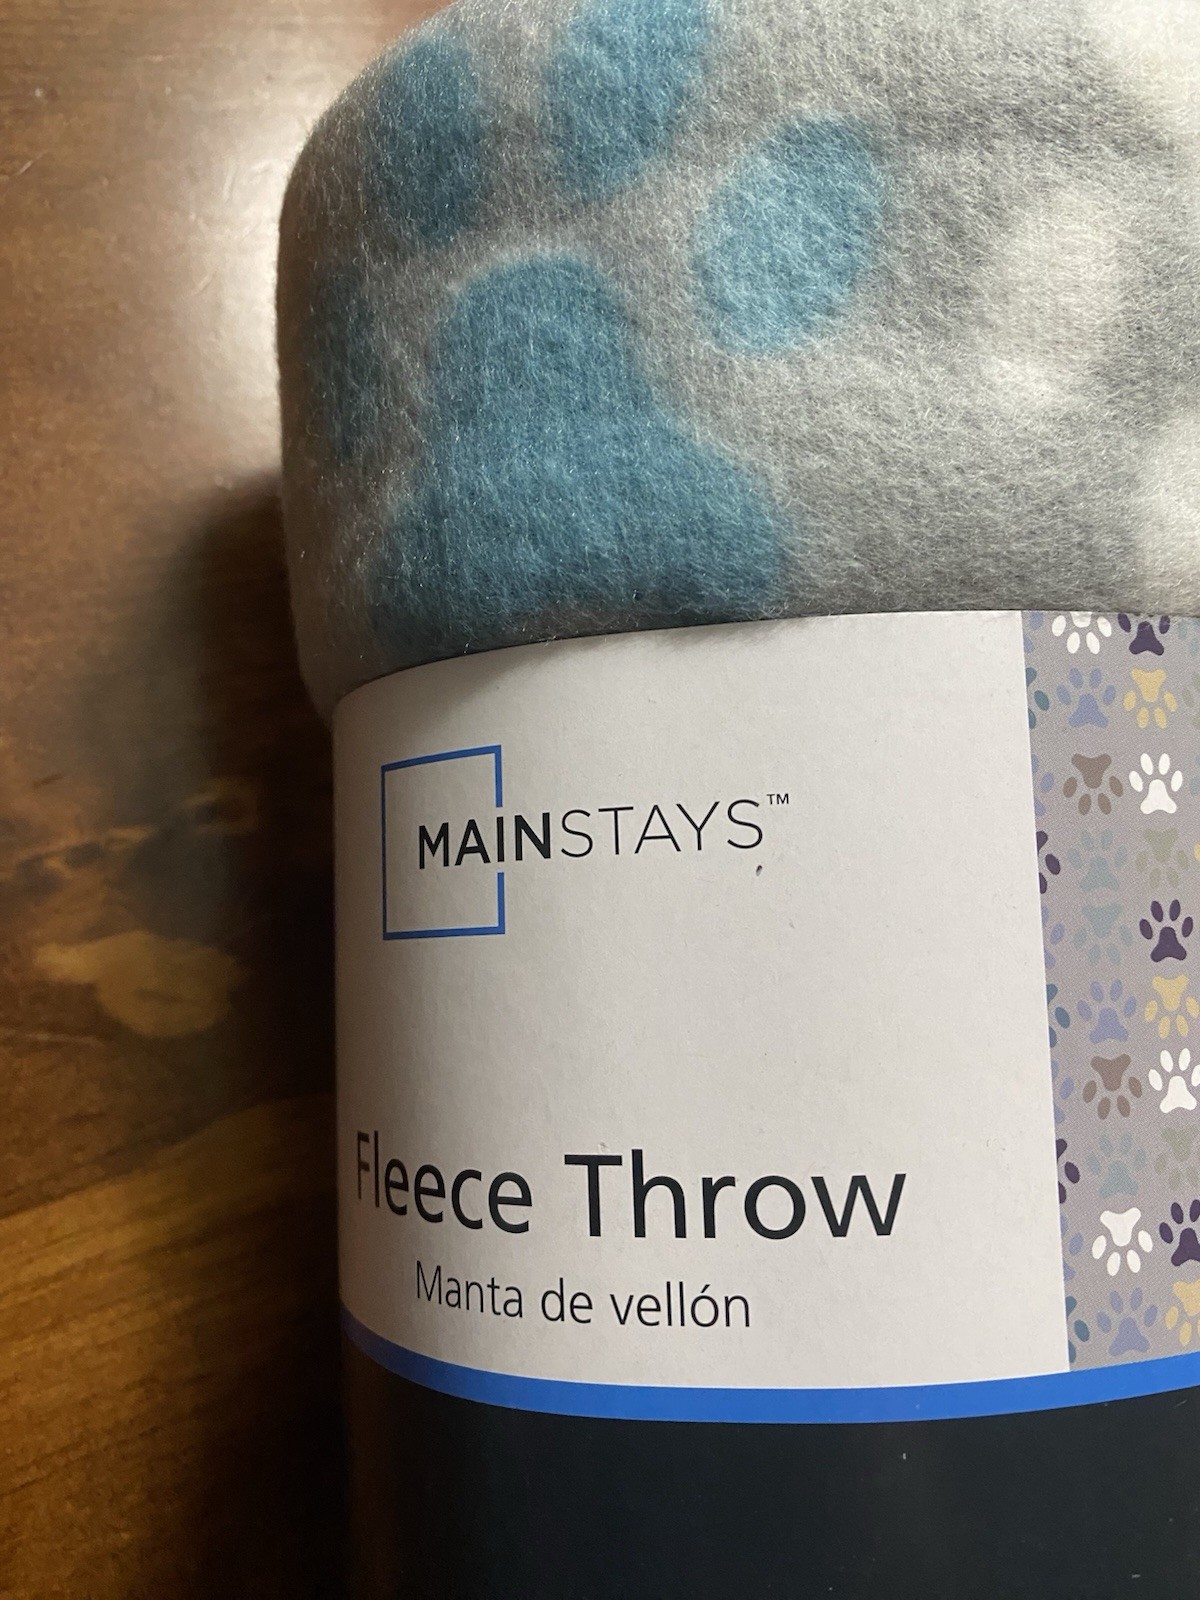 MAINSTAYS™
Fleece Throw
Manta de vellón